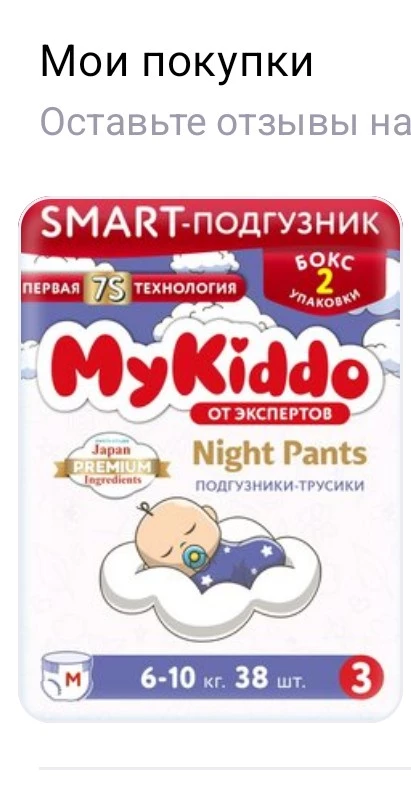 Мои покупки
Оставьте отзывы на
SMART-ПОДГУЗНИК
БОКС
2
УПАКОВКИ
ПЕРВАЯ 7S ТЕХНОЛОГИЯ
MyKiddo
ОТ ЭКСПЕРТОВ
Japan
PREMIUM
Ingredients
Night Pants
ПОДГУЗНИКИ-ТРУСИКИ
M 6-10 кг. 38 шт. 3